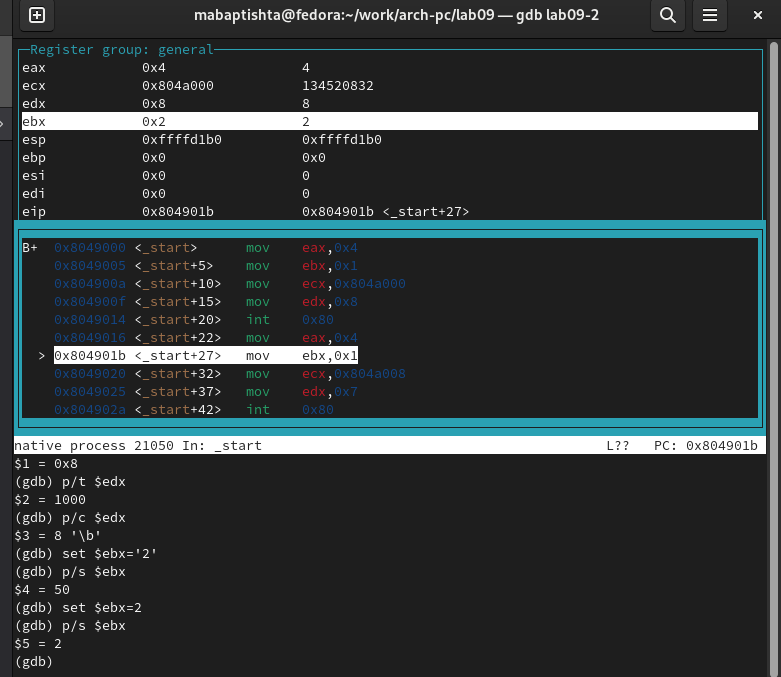 mabaptishta@fedora:~/work/arch-pc/lab09 — gdb lab09-2
Register group: general
eax 0x4 4
ecx 0x804a000 134520832
edx 0x8 8
ebx 0x2 2
esp 0xffffd1b0 0xffffd1b0
ebp 0x0 0x0
esi 0x0 0
edi 0x0 0
eip 0x804901b 0x804901b <_start+27>
B+ 0x8049000 <_start> mov eax,0x4
0x8049005 <_start+5> mov ebx,0x1
0x804900a <_start+10> mov ecx,0x804a000
0x804900f <_start+15> mov edx,0x8
0x8049014 <_start+20> int 0x80
0x8049016 <_start+22> mov eax,0x4
> 0x804901b <_start+27> mov ebx,0x1
0x8049020 <_start+32> mov ecx,0x804a008
0x8049025 <_start+37> mov edx,0x7
0x804902a <_start+42> int 0x80
native process 21050 In: _start L?? PC: 0x804901b
$1 = 0x8
(gdb) p/t $edx
$2 = 1000
(gdb) p/c $edx
$3 = 8 '\b'
(gdb) set $ebx='2'
(gdb) p/s $ebx
$4 = 50
(gdb) set $ebx=2
(gdb) p/s $ebx
$5 = 2
(gdb)